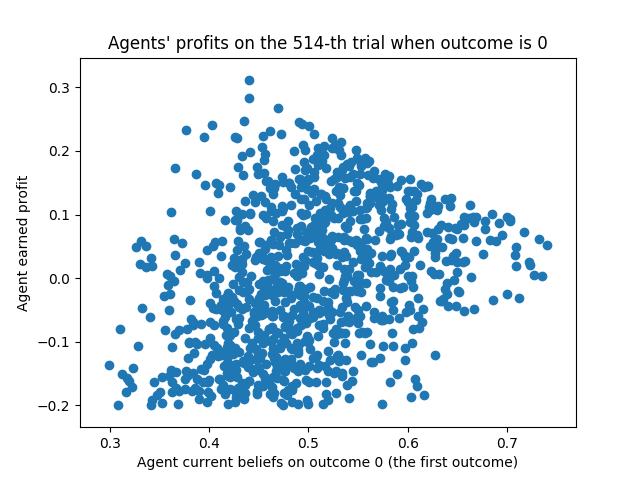 Agents' profits on the 514-th trial when outcome is 0
0.3
0.2
0.1
0.0
−0.1
−0.2
Agent earned profit
0.3 0.4 0.5 0.6 0.7
Agent current beliefs on outcome 0 (the first outcome)